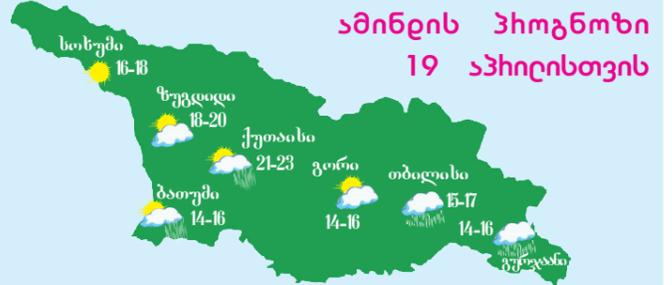 ამინდის პროგნოზი
19 აპრილისთვის
სოხუმი
16-18
ზუგდიდი
18-20
ქუთაისი
21-23
გორი
14-16
თბილისი
15-17
ბათუმი
14-16
14-16
გურჯაანი